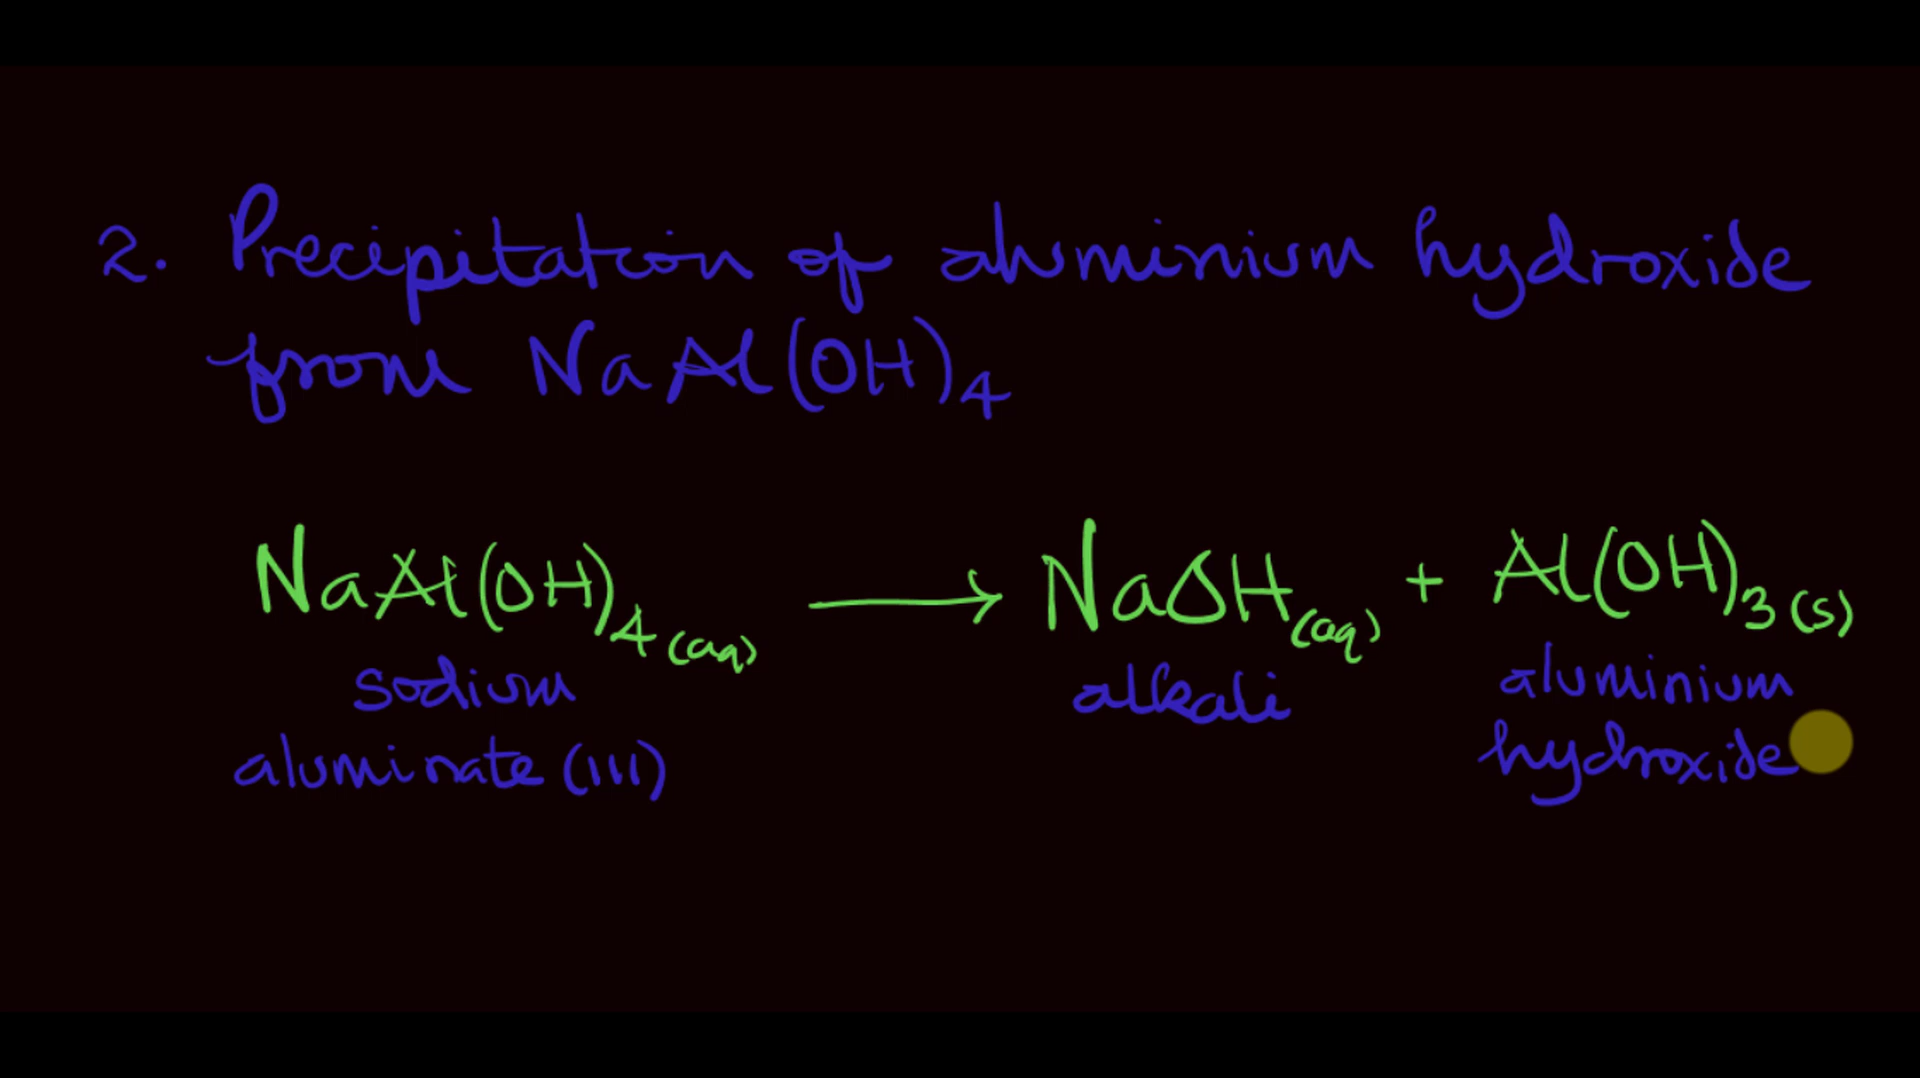 2. Precipitation of aluminium hydroxide
from NaAl(OH)₄
NaAl(OH)₄(aq) → NaOH(aq) + Al(OH)₃(s)
sodium alkali aluminium
aluminate (III) hydroxide